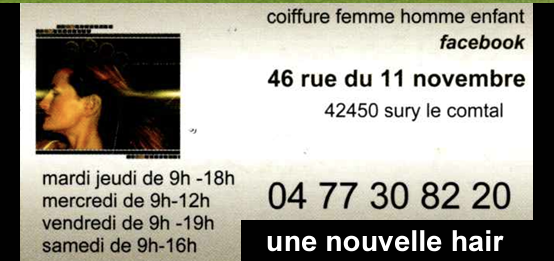 coiffure femme homme enfant
facebook
46 rue du 11 novembre
42450 sury le comtal
mardi jeudi de 9h -18h
mercredi de 9h-12h
vendredi de 9h -19h
samedi de 9h-16h
04 77 30 82 20
une nouvelle hair